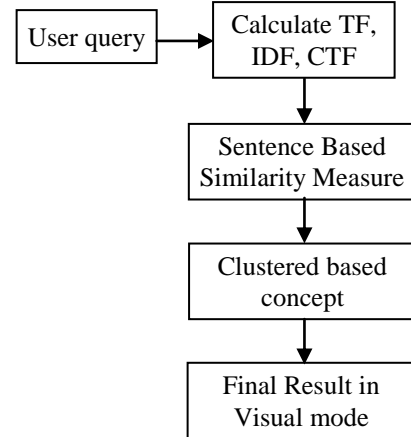 User query
Calculate TF,
IDF, CTF
Sentence Based
Similarity Measure
Clustered based
concept
Final Result in
Visual mode